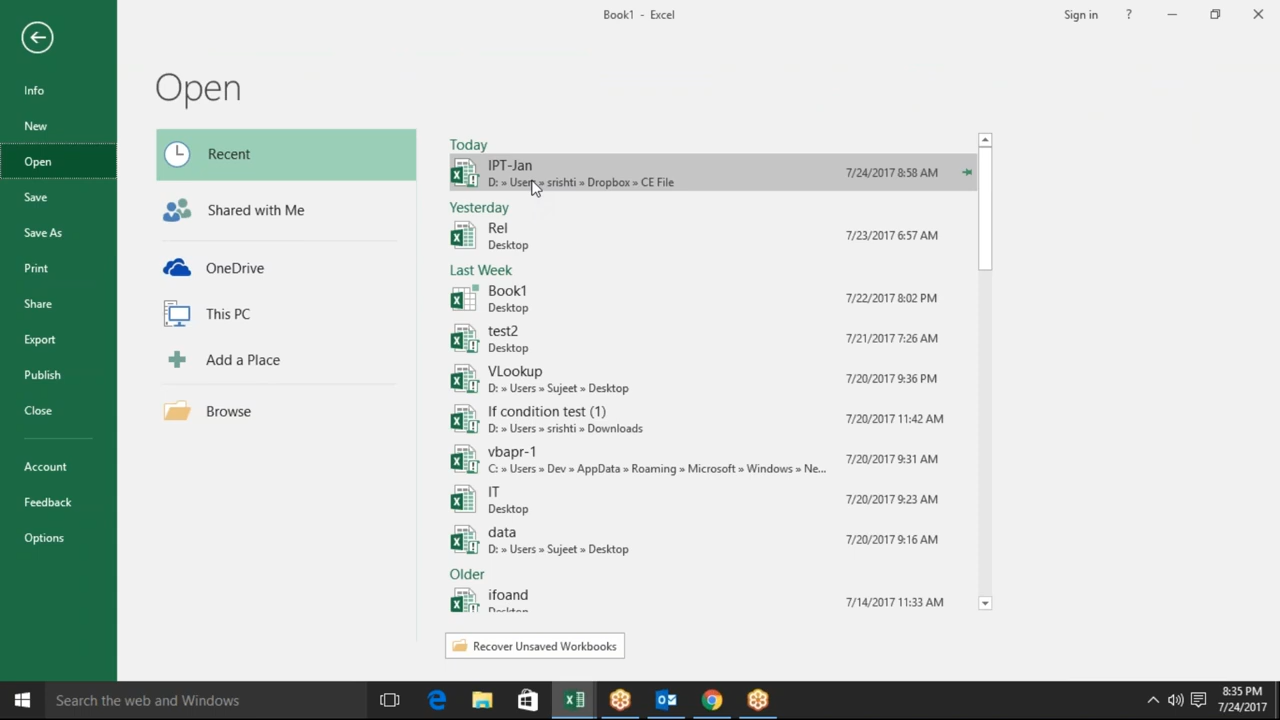 Book1 - Excel
Sign in
?
Info
New
Open
Save
Save As
Print
Share
Export
Publish
Close
Account
Feedback
Options
Open
Recent
Shared with Me
OneDrive
This PC
Add a Place
Browse
Today
IPT-Jan
D: » Users » srishti » Dropbox » CE File
7/24/2017 8:58 AM
Yesterday
Rel
Desktop
7/23/2017 6:57 AM
Last Week
Book1
Desktop
7/22/2017 8:02 PM
test2
Desktop
7/21/2017 7:26 AM
VLookup
D: » Users » Sujeet » Desktop
7/20/2017 9:36 PM
If condition test (1)
D: » Users » srishti » Downloads
7/20/2017 11:42 AM
vbapr-1
C: » Users » Dev » AppData » Roaming » Microsoft » Windows » Ne...
7/20/2017 9:31 AM
IT
Desktop
7/20/2017 9:23 AM
data
D: » Users » Sujeet » Desktop
7/20/2017 9:16 AM
Older
ifoand
Desktop
7/14/2017 11:33 AM
Recover Unsaved Workbooks
Search the web and Windows
8:35 PM
7/24/2017